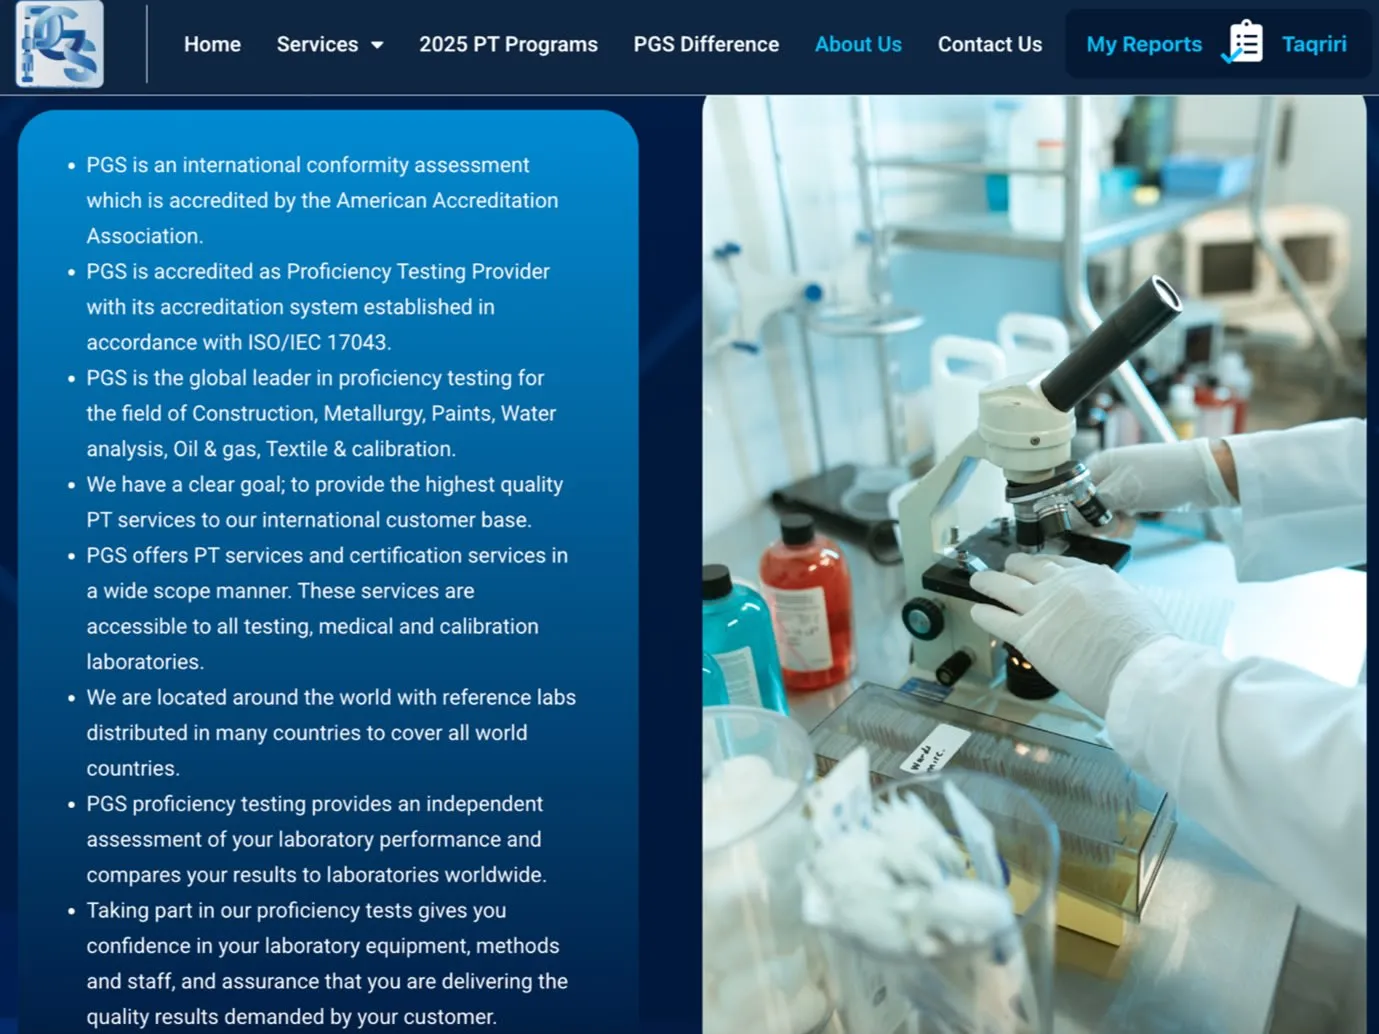 PGS
Home
Services
2025 PT Programs
PGS Difference
About Us
Contact Us
My Reports
Taqriri
• PGS is an international conformity assessment
which is accredited by the American Accreditation
Association.
• PGS is accredited as Proficiency Testing Provider
with its accreditation system established in
accordance with ISO/IEC 17043.
• PGS is the global leader in proficiency testing for
the field of Construction, Metallurgy, Paints, Water
analysis, Oil & gas, Textile & calibration.
• We have a clear goal; to provide the highest quality
PT services to our international customer base.
• PGS offers PT services and certification services in
a wide scope manner. These services are
accessible to all testing, medical and calibration
laboratories.
• We are located around the world with reference labs
distributed in many countries to cover all world
countries.
• PGS proficiency testing provides an independent
assessment of your laboratory performance and
compares your results to laboratories worldwide.
• Taking part in our proficiency tests gives you
confidence in your laboratory equipment, methods
and staff, and assurance that you are delivering the
quality results demanded by your customer.